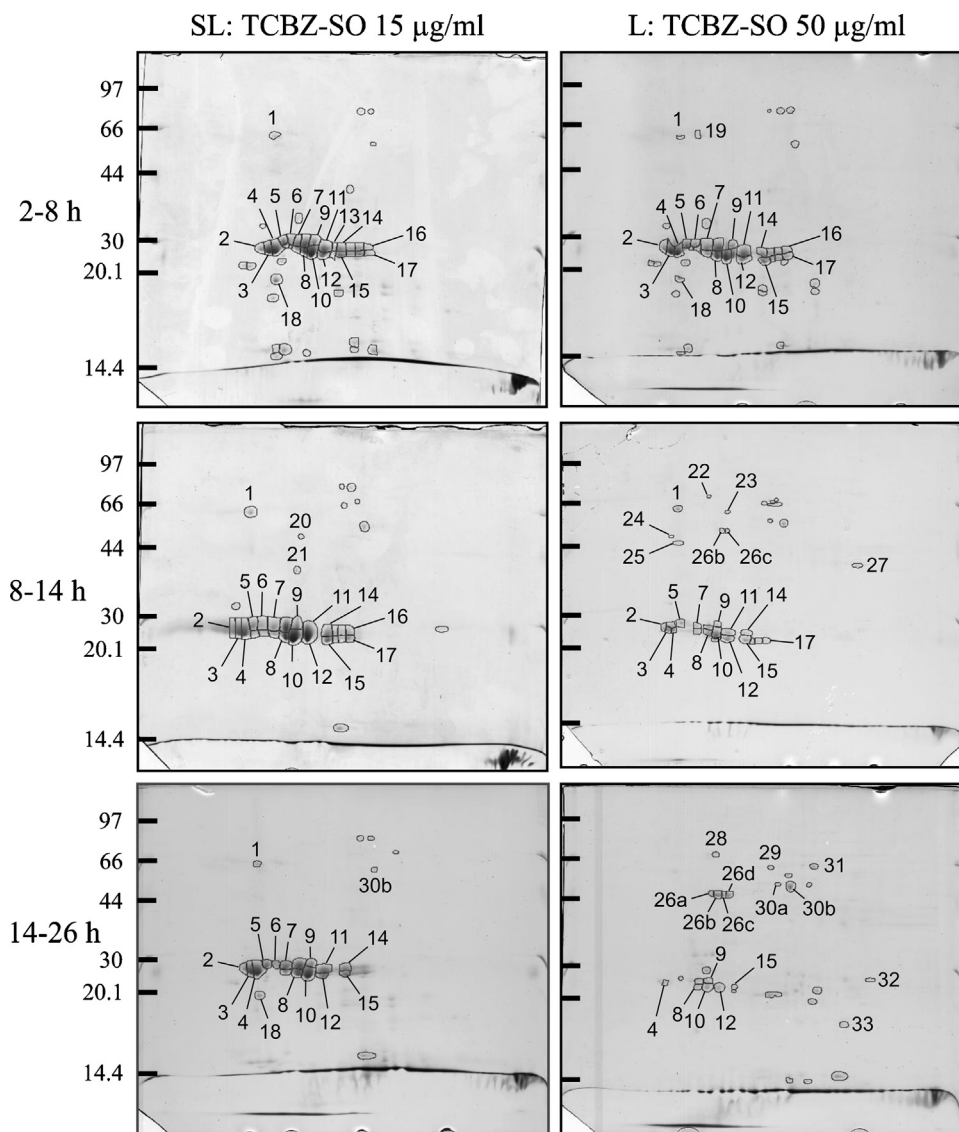 SL: TCBZ-SO 15 µg/ml L: TCBZ-SO 50 µg/ml
2-8 h
97
66
44
30
20.1
14.4
1
4 5 6 7 9 11 13 14
2 16
3 8 10 12 15 17
18
1 19
4 5 6 7 9 11 14
2 16
3 8 10 12 15 17
18
8-14 h
97
66
44
30
20.1
14.4
1
20
21
5 6 7 9 11 14
2 16
3 4 8 10 12 15 17
22
1 23
24
25 26b 26c 27
5 7 9 11 14
2
3 4 8 10 12 15 17
14-26 h
97
66
44
30
20.1
14.4
1
30b
5 6 7 9 11 14
2
3 4 8 10 12 15
18
28 29 31
26d
26a 30a 30b
26b 26c
9 15 32
4 8 10 12
33